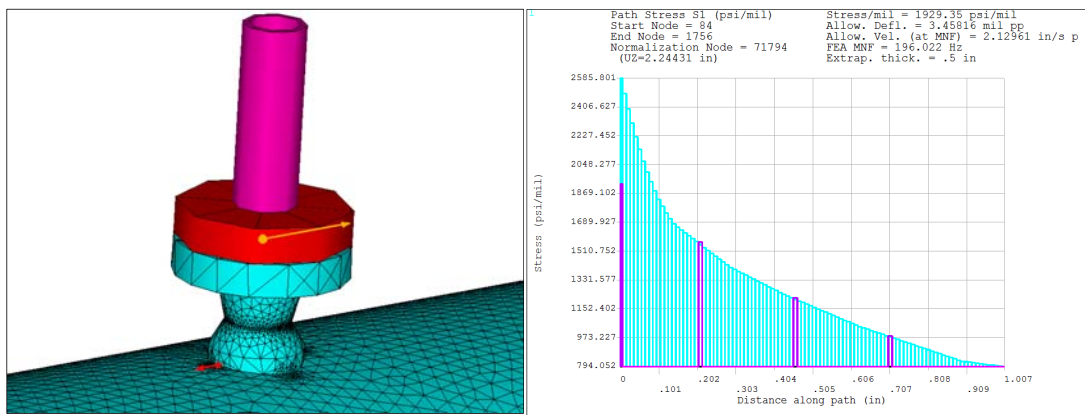 1
Path Stress S1 (psi/mil)
Start Node = 84
End Node = 1756
Normalization Node = 71794
(UZ=2.24431 in)
Stress/mil = 1929.35 psi/mil
Allow. Defl. = 3.45816 mil pp
Allow. Vel. (at MNF) = 2.12961 in/s p
FEA MNF = 196.022 Hz
Extrap. thick. = .5 in
2585.801
2406.627
2227.452
2048.277
1869.102
1689.927
1510.752
1331.577
1152.402
973.227
794.052
Stress (psi/mil)
0
.101
.202
.303
.404
.505
.606
.707
.808
.909
1.007
Distance along path (in)